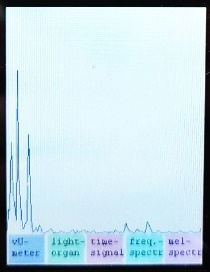 vU- light- time- freq.- mel-
meter organ signal spectr spectr